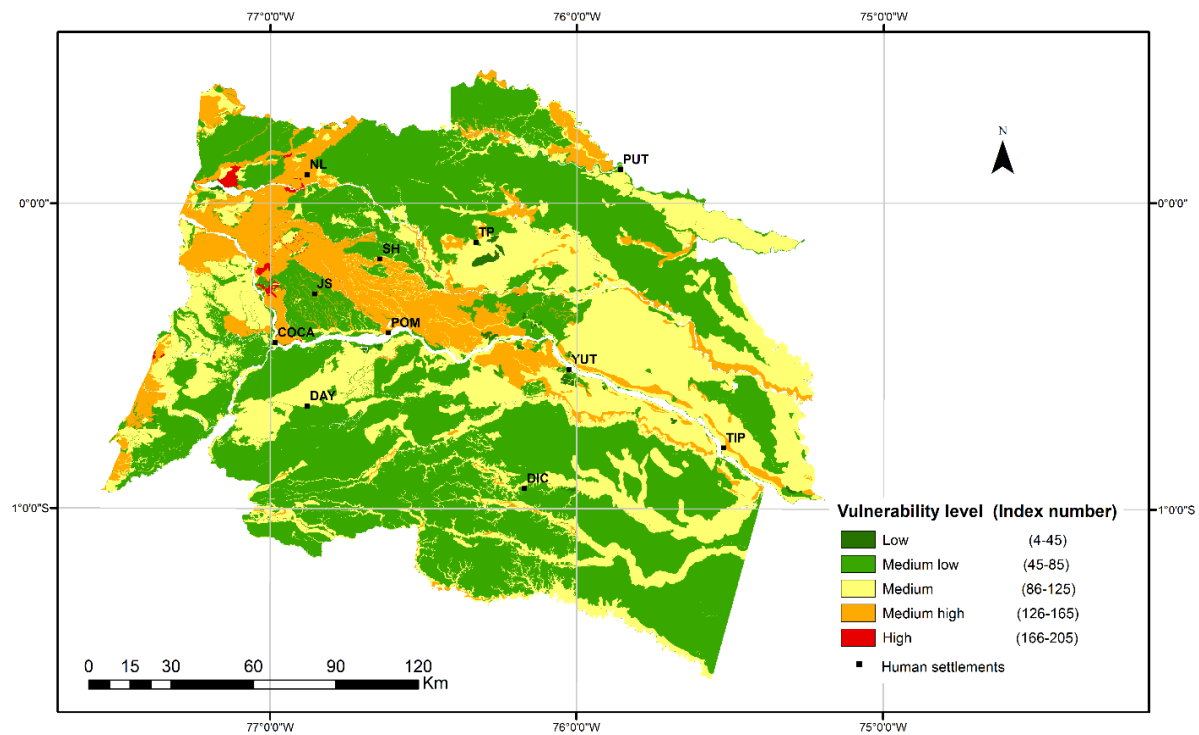 77°0'0"W 76°0'0"W 75°0'0"W
N
PUT
NL
0°0'0" 0°0'0"
TP
SH
JS
POM
COCA
YUT
DAY
TIP
DIC
1°0'0"S 1°0'0"S
Vulnerability level (Index number)
Low (4-45)
Medium low (45-85)
Medium (86-125)
Medium high (126-165)
High (166-205)
Human settlements
0 15 30 60 90 120
Km
77°0'0"W 76°0'0"W 75°0'0"W